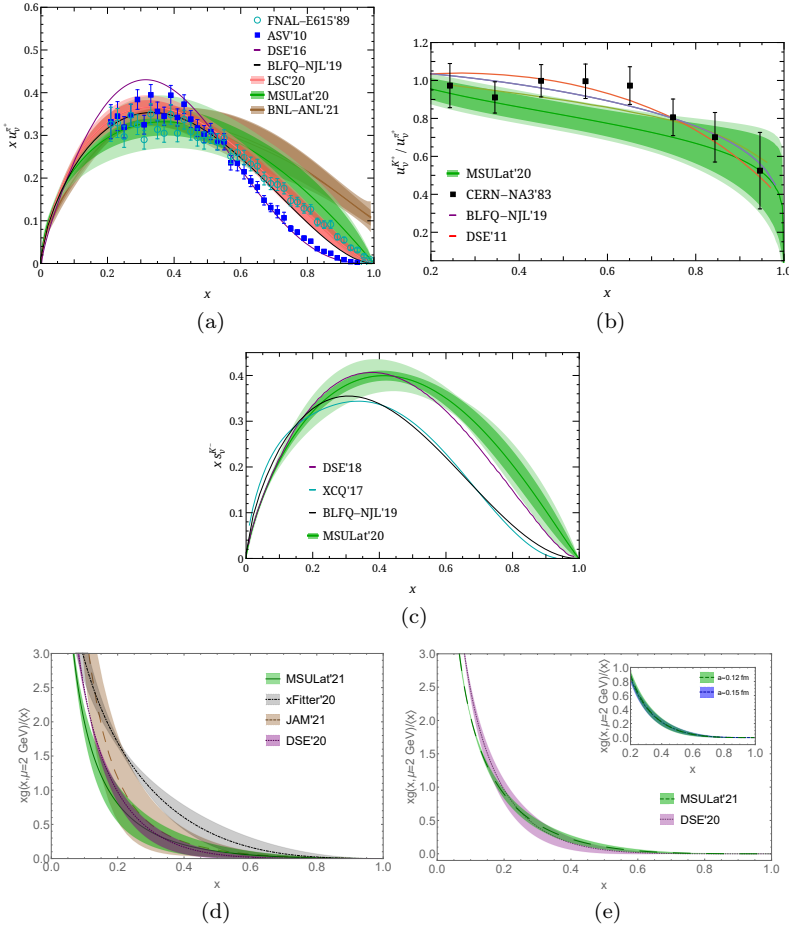 0.6
0.5
0.4
0.3
0.2
0.1
0
0
0.2
0.4
0.6
0.8
1.0
x u_v^{π^+}
x
FNAL–E615'89
ASV'10
DSE'16
BLFQ–NJL'19
LSC'20
MSULat'20
BNL–ANL'21
(a)
1.2
1.0
0.8
0.6
0.4
0.2
0
0.2
0.4
0.6
0.8
1.0
u_v^{K^+} / u_v^{π^+}
x
MSULat'20
CERN–NA3'83
BLFQ–NJL'19
DSE'11
(b)
0.4
0.3
0.2
0.1
0
0
0.2
0.4
0.6
0.8
1.0
x s_v^{K^-}
x
DSE'18
XCQ'17
BLFQ–NJL'19
MSULat'20
(c)
3.0
2.5
2.0
1.5
1.0
0.5
0.0
0.0
0.2
0.4
0.6
0.8
1.0
xg(x,μ=2 GeV)/⟨x⟩
x
MSULat'21
xFitter'20
JAM'21
DSE'20
(d)
3.0
2.5
2.0
1.5
1.0
0.5
0.0
0.0
0.2
0.4
0.6
0.8
1.0
xg(x,μ=2 GeV)/⟨x⟩
x
1.0
0.8
0.6
0.4
0.2
0.0
0.2
0.4
0.6
0.8
1.0
xg(x,μ=2 GeV)/⟨x⟩
x
a=0.12 fm
a=0.15 fm
MSULat'21
DSE'20
(e)